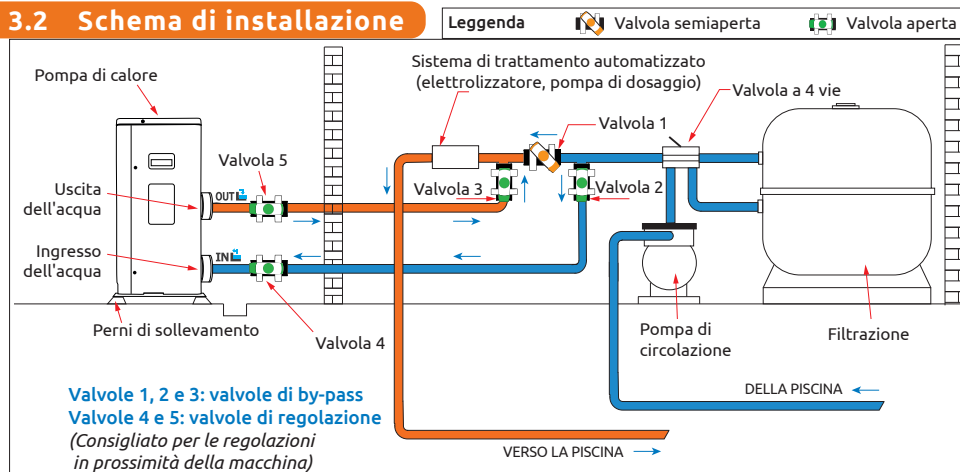 3.2 Schema di installazione
Leggenda
Valvola semiaperta
Valvola aperta
Pompa di calore
Sistema di trattamento automatizzato
(elettrolizzatore, pompa di dosaggio)
Valvola a 4 vie
Valvola 1
Valvola 5
Valvola 3
Valvola 2
Uscita
dell'acqua
OUT
Ingresso
dell'acqua
IN
Perni di sollevamento
Valvola 4
Pompa di
circolazione
Filtrazione
Valvole 1, 2 e 3: valvole di by-pass
Valvole 4 e 5: valvole di regolazione
(Consigliato per le regolazioni
in prossimità della macchina)
DELLA PISCINA
VERSO LA PISCINA